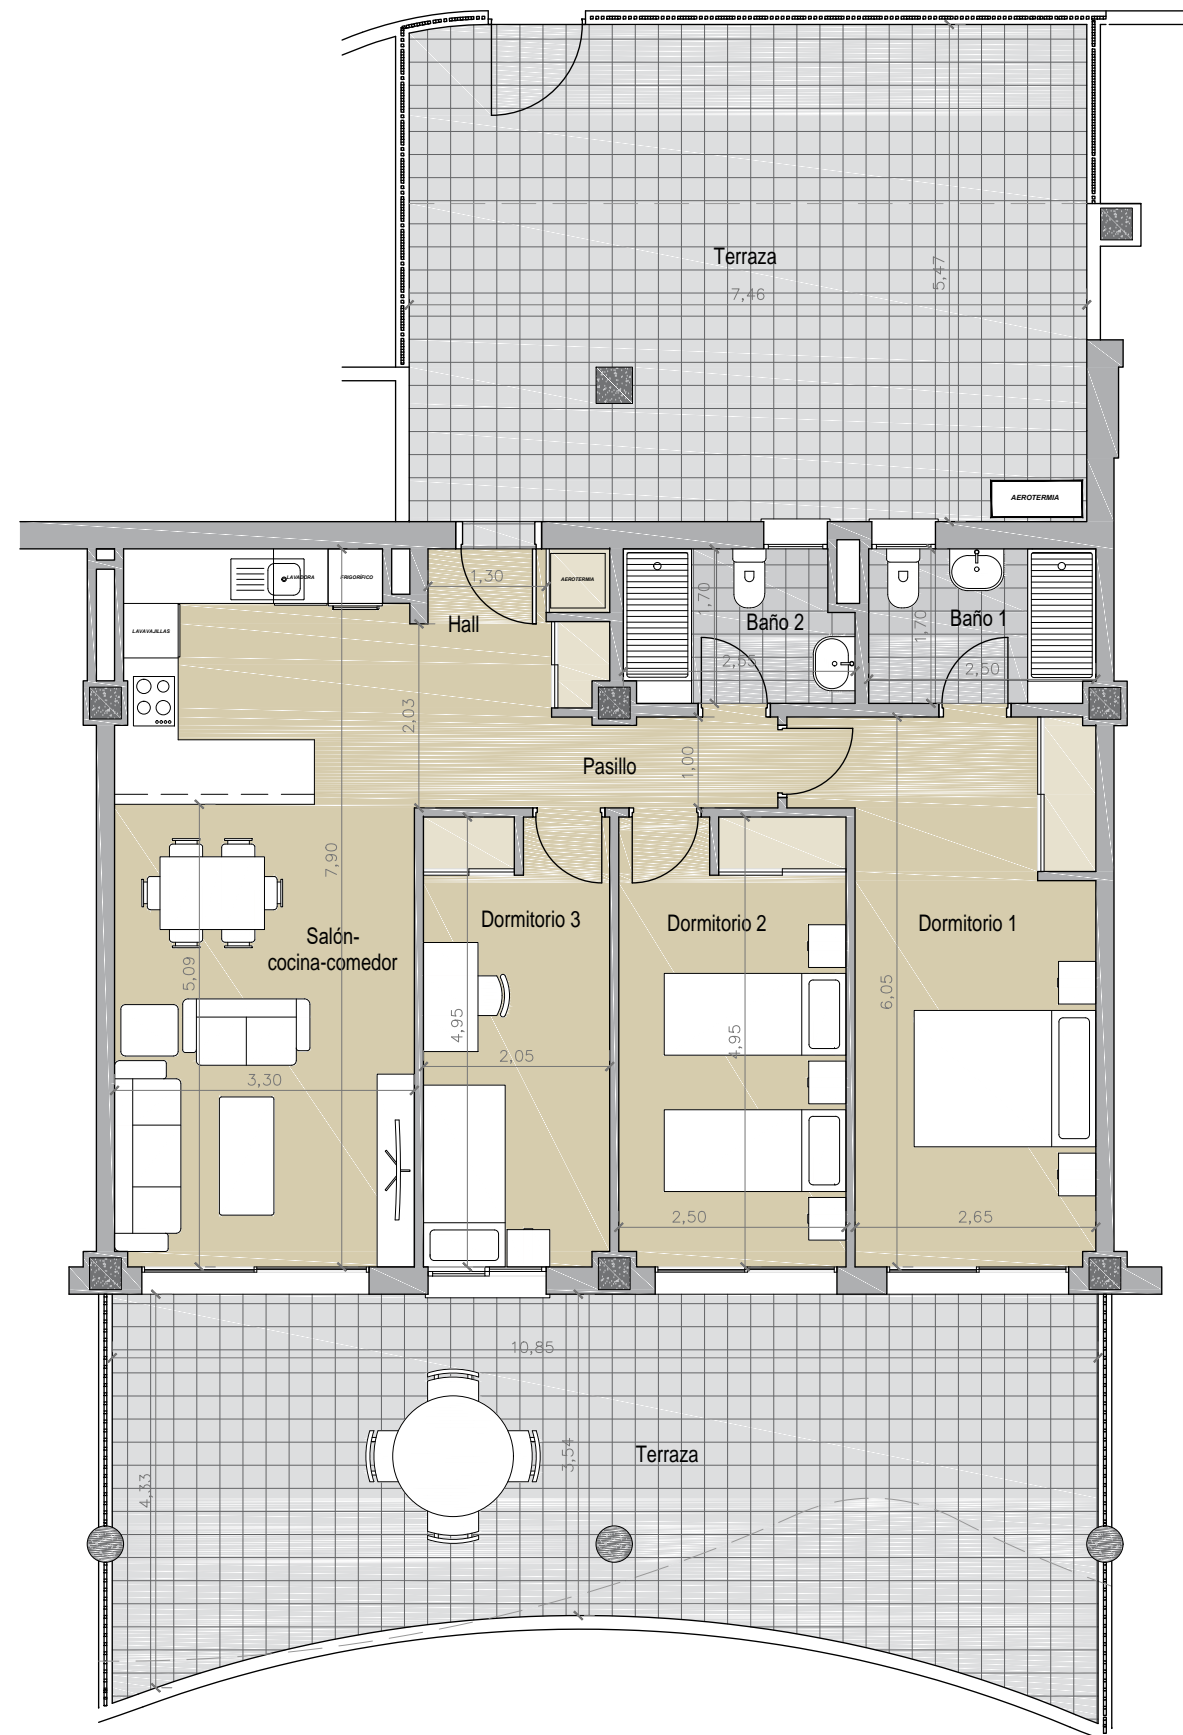 Terraza
5,47
7,46
AEROTERMIA
LAVADORA
FRIGORÍFICO
1,30
AEROTERMIA
Hall
1,70
Baño 2
2,55
1,70
Baño 1
2,50
LAVAVAJILLAS
2,03
Pasillo
1,00
7,90
Salón-
cocina-comedor
5,09
3,30
Dormitorio 3
4,95
2,05
Dormitorio 2
4,95
2,50
Dormitorio 1
6,05
2,65
10,85
Terraza
3,54
4,33